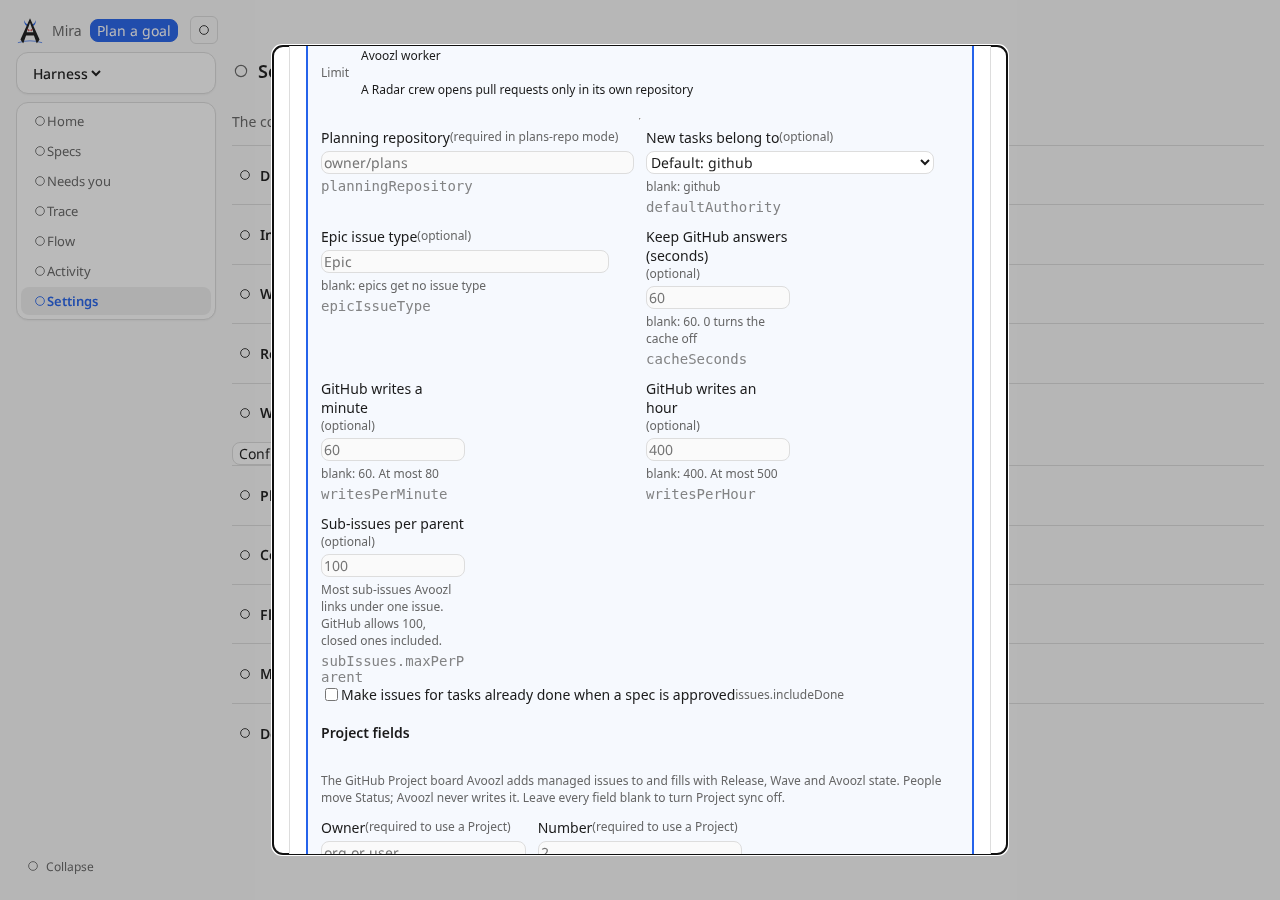 Mira
Plan a goal
Harness
Home
Specs
Needs you
Trace
Flow
Activity
Settings
Collapse
The
Conf
Avoozl worker
Limit
A Radar crew opens pull requests only in its own repository
Planning repository(required in plans-repo mode)
owner/plans
planningRepository
New tasks belong to(optional)
Default: github
blank: github
defaultAuthority
Epic issue type(optional)
Epic
blank: epics get no issue type
epicIssueType
Keep GitHub answers
(seconds)
(optional)
60
blank: 60. 0 turns the
cache off
cacheSeconds
GitHub writes a
minute
(optional)
60
blank: 60. At most 80
writesPerMinute
GitHub writes an
hour
(optional)
400
blank: 400. At most 500
writesPerHour
Sub-issues per parent
(optional)
100
Most sub-issues Avoozl
links under one issue.
GitHub allows 100,
closed ones included.
subIssues.maxPerP
arent
Make issues for tasks already done when a spec is approvedissues.includeDone
Project fields
The GitHub Project board Avoozl adds managed issues to and fills with Release, Wave and Avoozl state. People
move Status; Avoozl never writes it. Leave every field blank to turn Project sync off.
Owner(required to use a Project)
org or user
Number(required to use a Project)
2